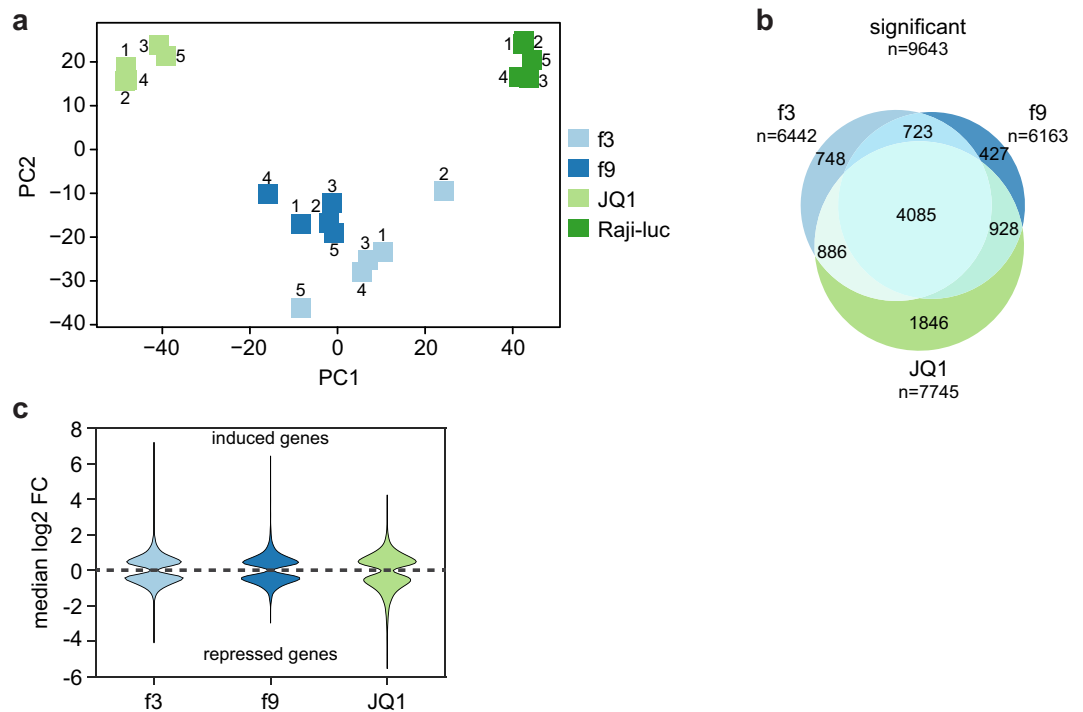 a
20
10
0
−10
−20
−30
−40
PC2
−40
−20
0
20
40
PC1
1
3
5
4
2
1
2
5
4
3
4
1
2
3
5
2
3
1
4
5
f3
f9
JQ1
Raji-luc
b
significant
n=9643
f3
n=6442
f9
n=6163
723
748
427
4085
928
886
1846
JQ1
n=7745
c
8
6
4
2
0
-2
-4
-6
median log2 FC
induced genes
repressed genes
f3
f9
JQ1